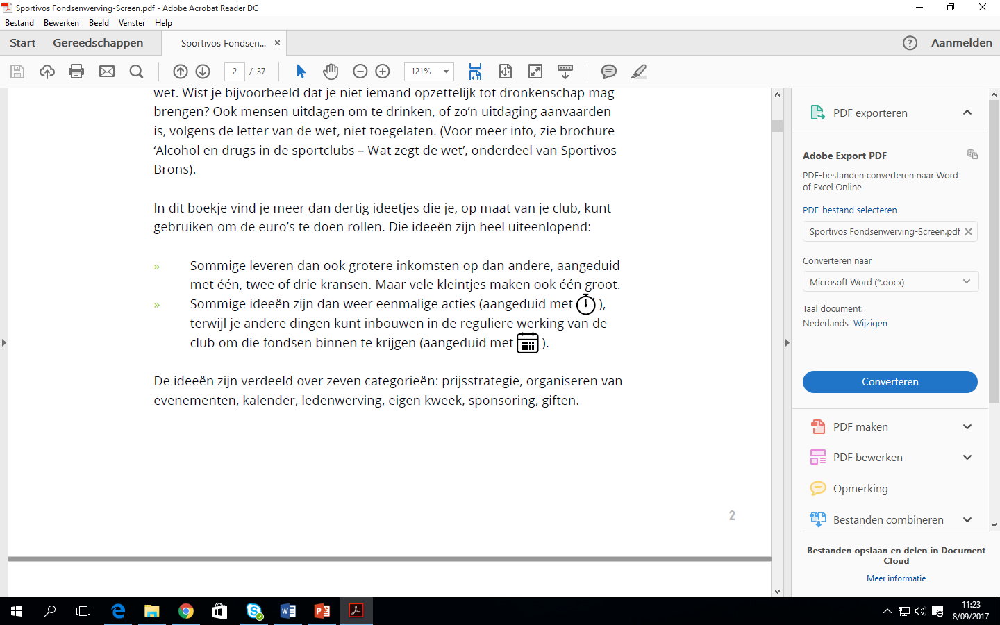 Sportivos Fondsenwerving-Screen.pdf - Adobe Acrobat Reader DC
Bestand Bewerken Beeld Venster Help
Start Gereedschappen Sportivos Fondsen... × ? Aanmelden
2 / 37 121%
wet. Wist je bijvoorbeeld dat je niet iemand opzettelijk tot dronkenschap mag
brengen? Ook mensen uitdagen om te drinken, of zo’n uitdaging aanvaarden
is, volgens de letter van de wet, niet toegelaten. (Voor meer info, zie brochure
‘Alcohol en drugs in de sportclubs – Wat zegt de wet’, onderdeel van Sportivos
Brons).
In dit boekje vind je meer dan dertig ideetjes die je, op maat van je club, kunt
gebruiken om de euro’s te doen rollen. Die ideeën zijn heel uiteenlopend:
» Sommige leveren dan ook grotere inkomsten op dan andere, aangeduid
met één, twee of drie kransen. Maar vele kleintjes maken ook één groot.
» Sommige ideeën zijn dan weer eenmalige acties (aangeduid met ),
terwijl je andere dingen kunt inbouwen in de reguliere werking van de
club om die fondsen binnen te krijgen (aangeduid met ).
De ideeën zijn verdeeld over zeven categorieën: prijsstrategie, organiseren van
evenementen, kalender, ledenwerving, eigen kweek, sponsoring, giften.
2
PDF exporteren
Adobe Export PDF
PDF-bestanden converteren naar Word
of Excel Online
PDF-bestand selecteren
Sportivos Fondsenwerving-Screen.pdf
Converteren naar
Microsoft Word (*.docx)
Taal document:
Nederlands Wijzigen
Converteren
PDF maken
PDF bewerken
Opmerking
Bestanden combineren
Bestanden opslaan en delen in Document
Cloud
Meer informatie
11:23
8/09/2017